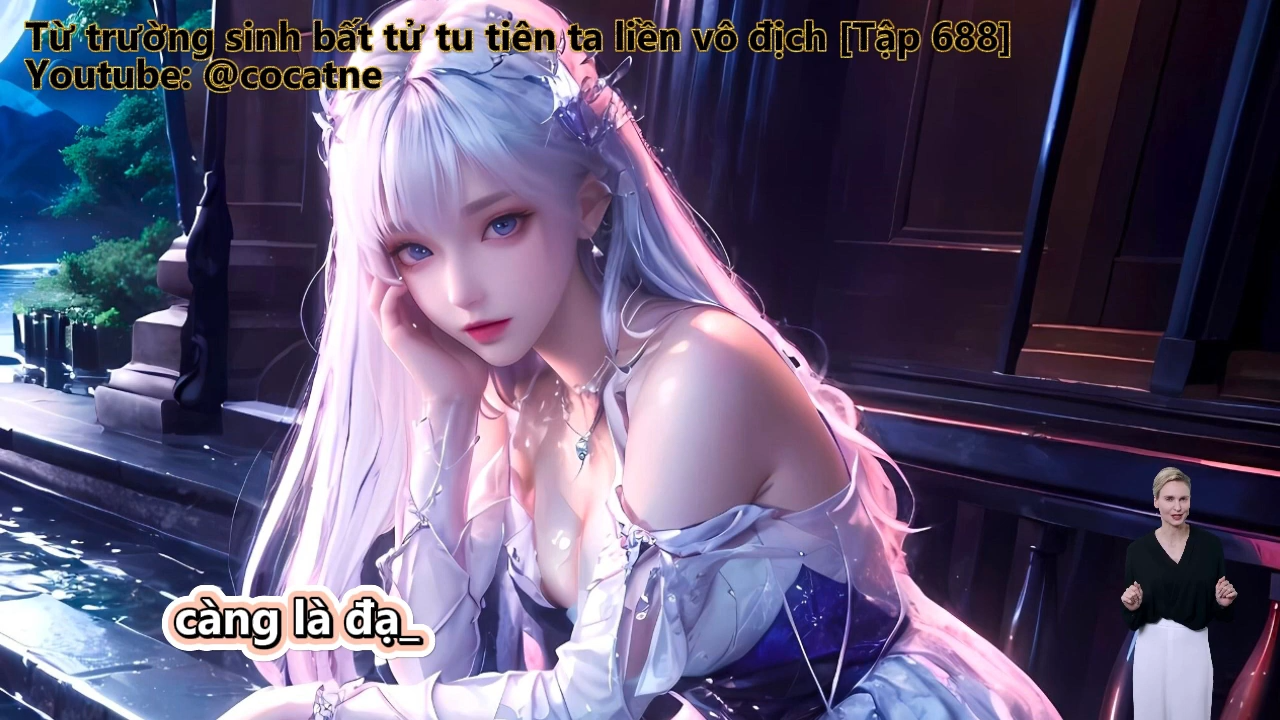 Từ trường sinh bất tử tu tiên ta liền vô địch [Tập 688]
Youtube: @cocatne
càng là đạ_